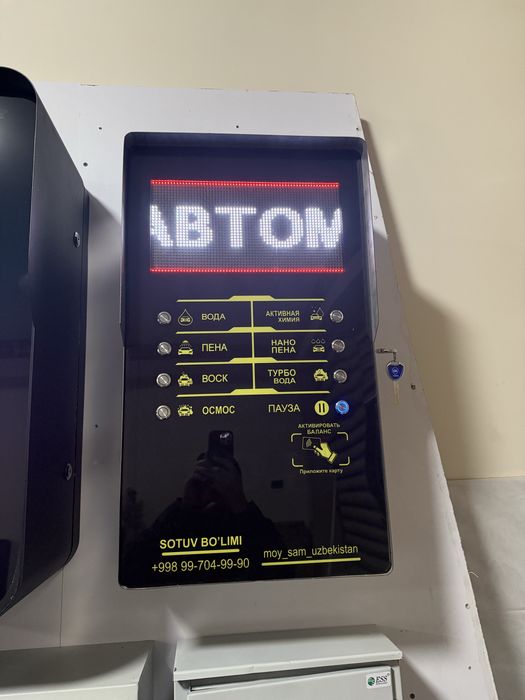 АВТОМ
ВОДА
АКТИВНАЯ
ХИМИЯ
ПЕНА
НАНО
ПЕНА
ВОСК
ТУРБО
ВОДА
ОСМОС
ПАУЗА
АКТИВИРОВАТЬ
БАЛАНС
Приложите карту
SOTUV BO'LIMI
moy_sam_uzbekistan
+998 99-704-99-90
ESS